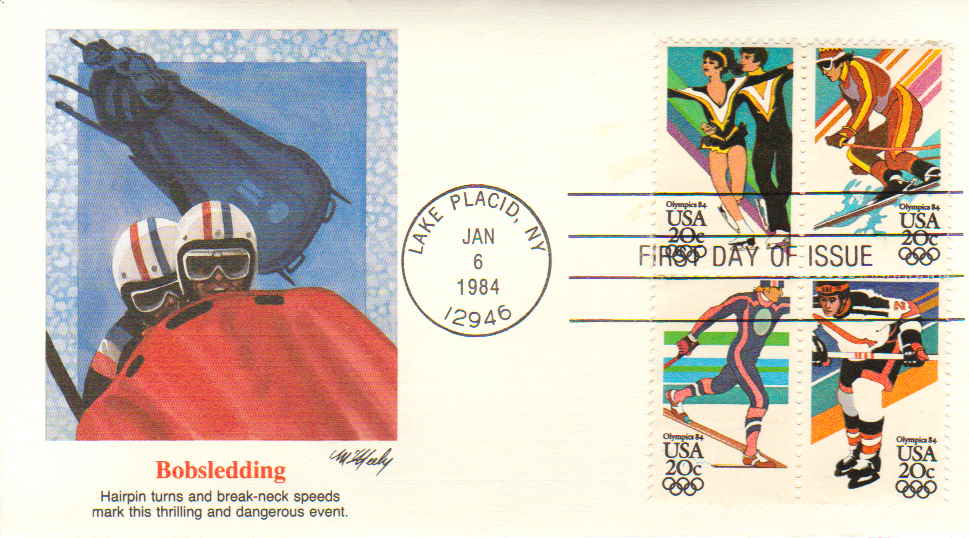 Bobsledding
Hairpin turns and break-neck speeds
mark this thrilling and dangerous event.
LAKE PLACID, NY
JAN
6
1984
12946
FIRST DAY OF ISSUE
Olympics 84
USA
20c
Olympics 84
USA
20c
Olympics 84
USA
20c
2
Olympics 84
USA
20c